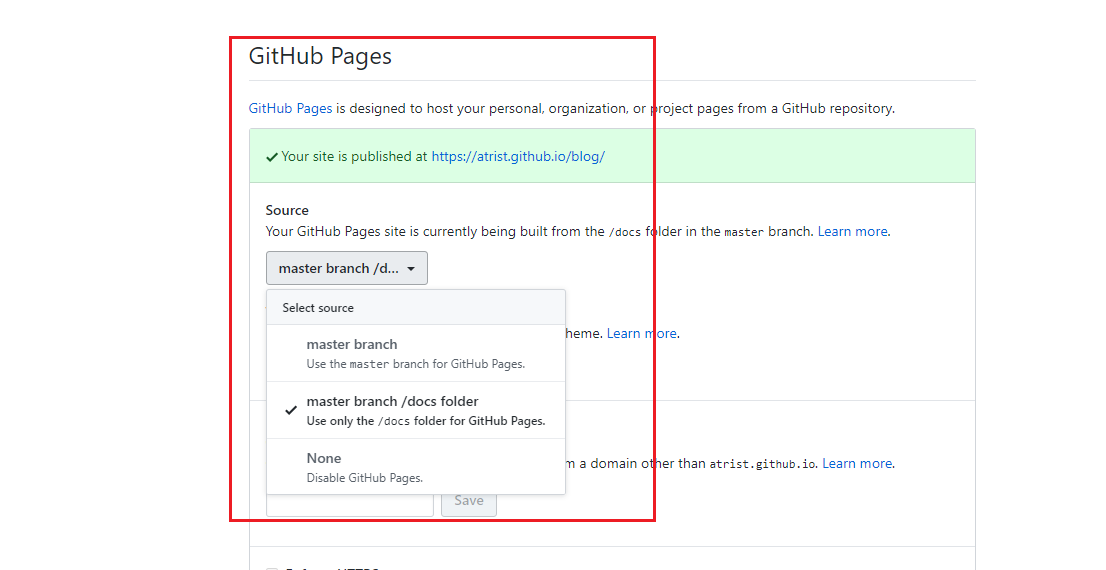 GitHub Pages
GitHub Pages is designed to host your personal, organization, or project pages from a GitHub repository.
Your site is published at https://atrist.github.io/blog/
Source
Your GitHub Pages site is currently being built from the /docs folder in the master branch. Learn more.
master branch /d...
Select source
heme. Learn more.
master branch
Use the master branch for GitHub Pages.
master branch /docs folder
Use only the /docs folder for GitHub Pages.
None
m a domain other than atrist.github.io. Learn more.
Disable GitHub Pages.
Save